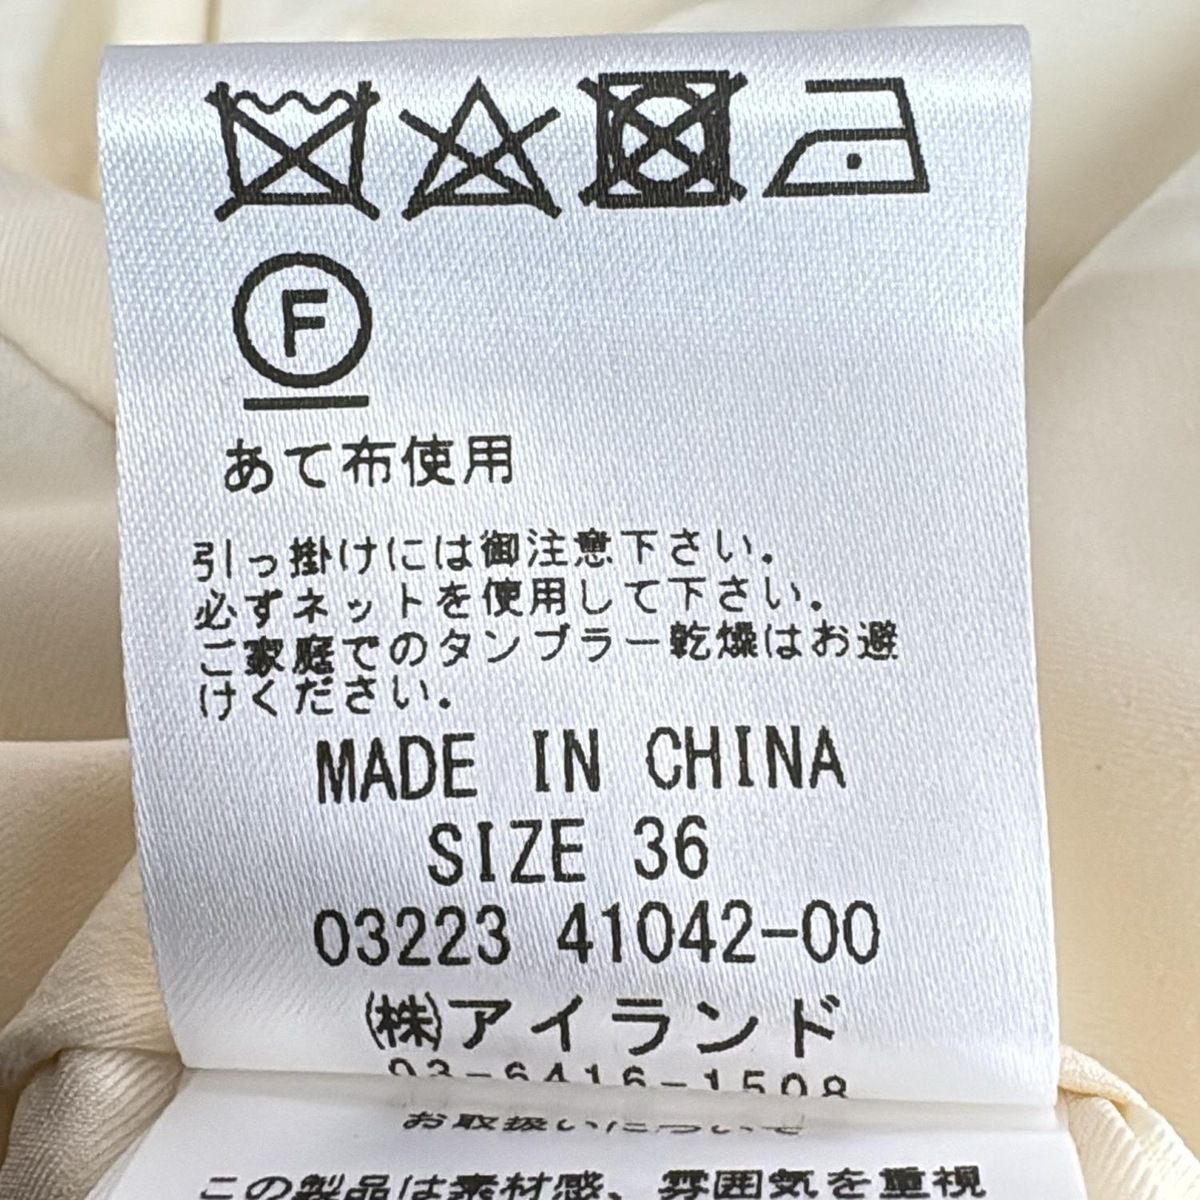 F
あて布使用
引っ掛けには御注意下さい.
必ずネットを使用して下さい.
ご家庭でのタンブラー乾燥はお避
けください.
MADE IN CHINA
SIZE 36
03223 41042-00
㈱アイランド
03-6416-1508
お取扱いについて
この製品は素材感、雰囲気を重視